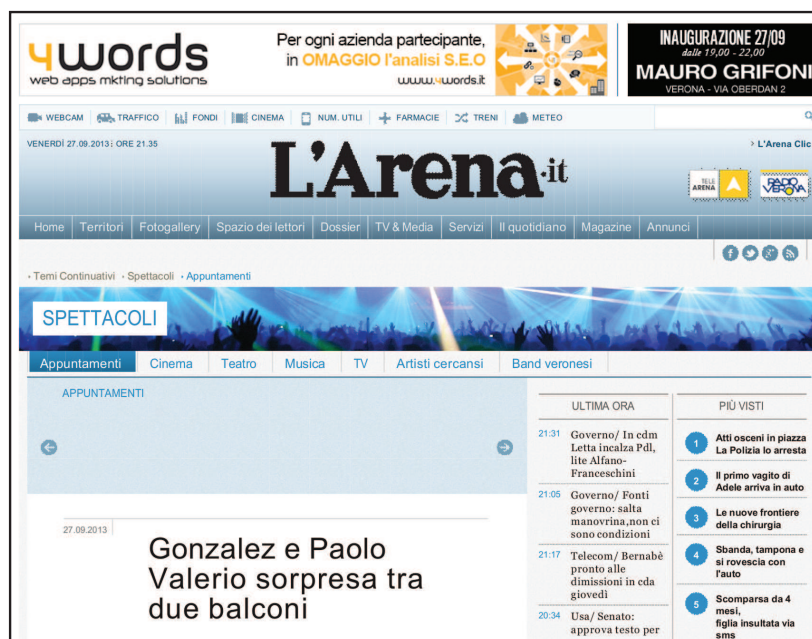 4words
web apps mkting solutions
Per ogni azienda partecipante,
in OMAGGIO l'analisi S.E.O
www.4words.it
INAUGURAZIONE 27/09
dalle 19,00 - 22,00
MAURO GRIFONI
VERONA - VIA OBERDAN 2
WEBCAM TRAFFICO FONDI CINEMA NUM. UTILI FARMACIE TRENI METEO
VENERDÌ 27.09.2013 | ORE 21.35
L'Arena.it
› L'Arena Clic
TELE
ARENA
RADIO
VERONA
Home Territori Fotogallery Spazio dei lettori Dossier TV & Media Servizi Il quotidiano Magazine Annunci
Temi Continuativi Spettacoli Appuntamenti
SPETTACOLI
Appuntamenti Cinema Teatro Musica TV Artisti cercansi Band veronesi
APPUNTAMENTI
27.09.2013
Gonzalez e Paolo
Valerio sorpresa tra
due balconi
ULTIMA ORA
21:31 Governo/ In cdm
Letta incalza Pdl,
lite Alfano-
Franceschini
21:05 Governo/ Fonti
governo: salta
manovrina,non ci
sono condizioni
21:17 Telecom/ Bernabè
pronto alle
dimissioni in cda
giovedì
20:34 Usa/ Senato:
approva testo per
PIÙ VISTI
1 Atti osceni in piazza
La Polizia lo arresta
2 Il primo vagito di
Adele arriva in auto
3 Le nuove frontiere
della chirurgia
4 Sbanda, tampona e
si rovescia con
l'auto
5 Scomparsa da 4
mesi,
figlia insultata via
sms